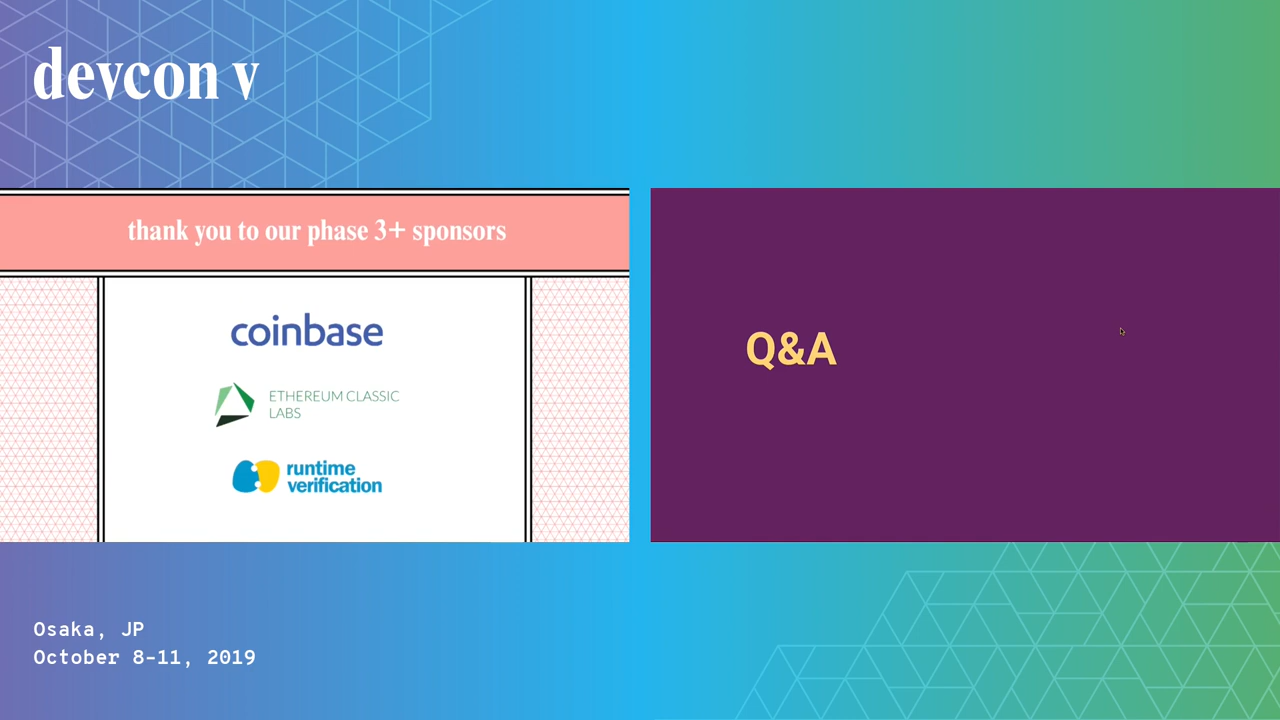 devcon v
thank you to our phase 3+ sponsors
coinbase
ETHEREUM CLASSIC
LABS
runtime
verification
Q&A
Osaka, JP
October 8-11, 2019